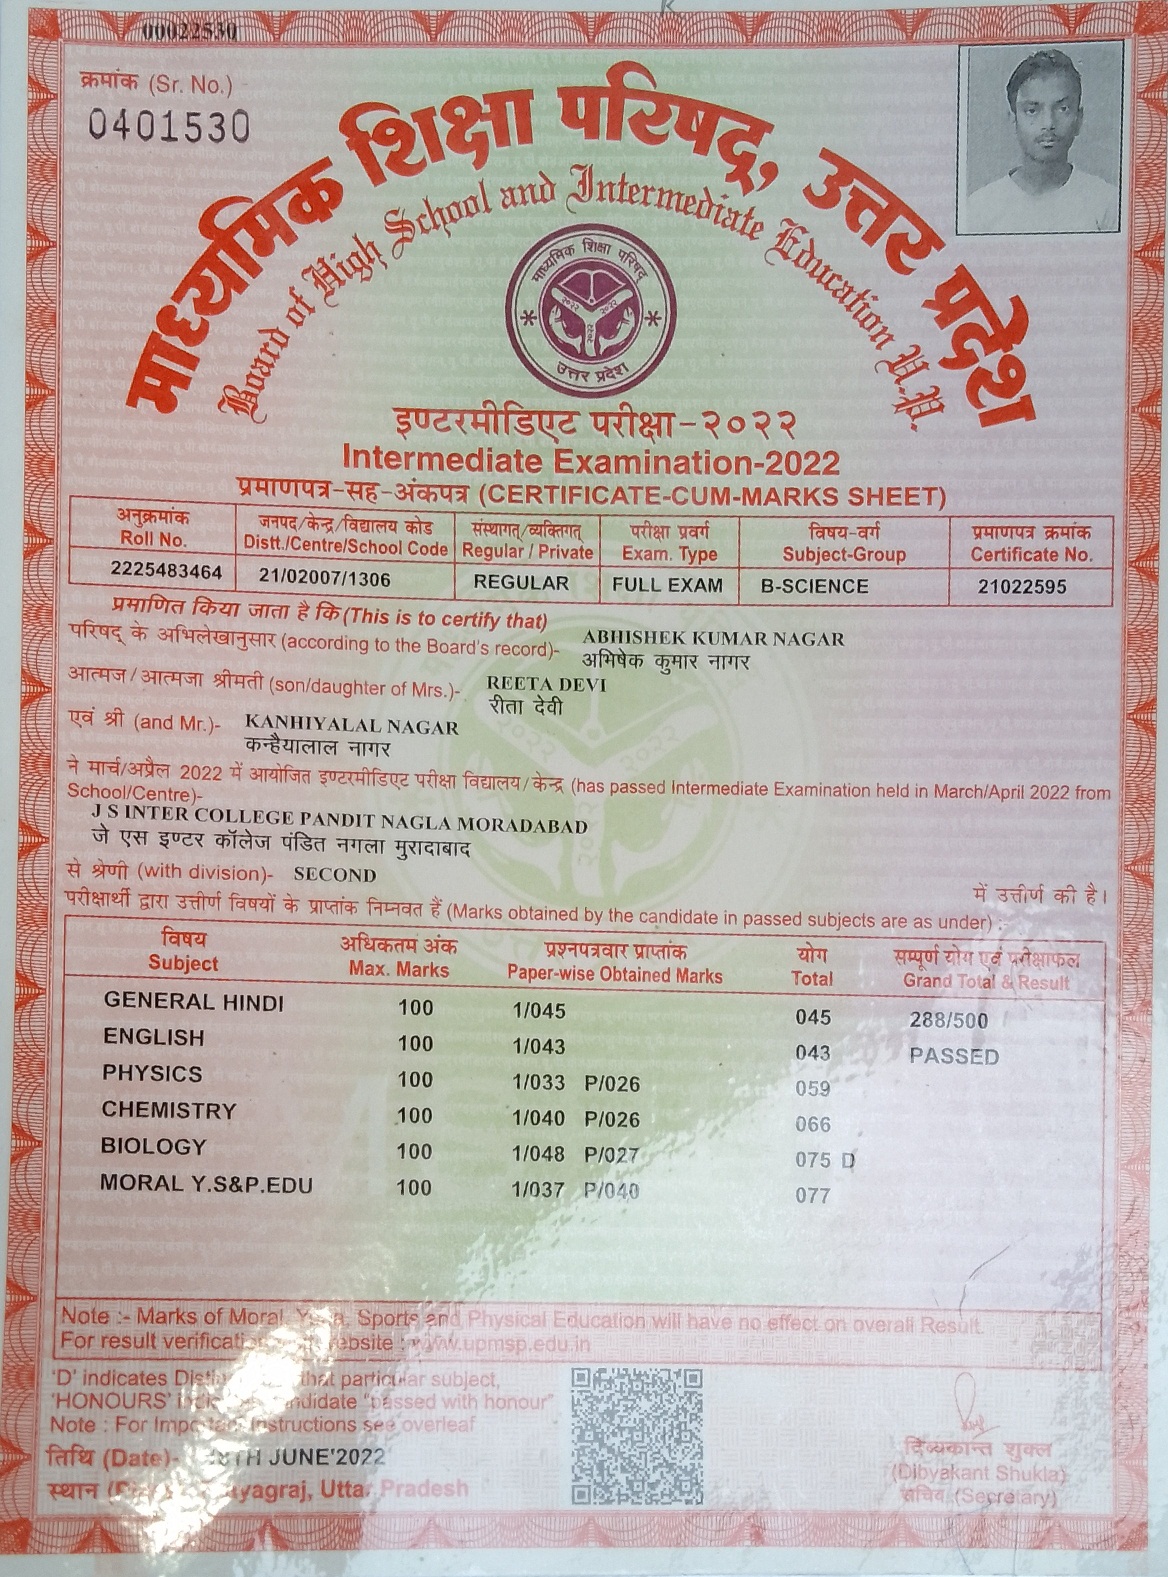 00022530
क्रमांक (Sr. No.)
0401530
माध्यमिक शिक्षा परिषद्, उत्तर प्रदेश
Board of High School and Intermediate Education U.P.
माध्यमिक शिक्षा परिषद्
उत्तर प्रदेश
इण्टरमीडिएट परीक्षा-२०२२
Intermediate Examination-2022
प्रमाणपत्र-सह-अंकपत्र (CERTIFICATE-CUM-MARKS SHEET)
अनुक्रमांक जनपद/केन्द्र/विद्यालय कोड संस्थागत्/व्यक्तिगत् परीक्षा प्रवर्ग विषय-वर्ग प्रमाणपत्र क्रमांक
Roll No. Distt./Centre/School Code Regular / Private Exam. Type Subject-Group Certificate No.
2225483464 21/02007/1306 REGULAR FULL EXAM B-SCIENCE 21022595
प्रमाणित किया जाता है कि (This is to certify that)
परिषद् के अभिलेखानुसार (according to the Board's record)- ABHISHEK KUMAR NAGAR
अभिषेक कुमार नागर
आत्मज/आत्मजा श्रीमती (son/daughter of Mrs.)- REETA DEVI
रीता देवी
एवं श्री (and Mr.)- KANHIYALAL NAGAR
कन्हैयालाल नागर
ने मार्च/अप्रैल 2022 में आयोजित इण्टरमीडिएट परीक्षा विद्यालय/केन्द्र (has passed Intermediate Examination held in March/April 2022 from
School/Centre)-
J S INTER COLLEGE PANDIT NAGLA MORADABAD
जे एस इण्टर कॉलेज पंडित नगला मुरादाबाद
से श्रेणी (with division)- SECOND में उत्तीर्ण की है।
परीक्षार्थी द्वारा उत्तीर्ण विषयों के प्राप्तांक निम्नवत हैं (Marks obtained by the candidate in passed subjects are as under) :-
विषय अधिकतम अंक प्रश्नपत्रवार प्राप्तांक योग सम्पूर्ण योग एवं परीक्षाफल
Subject Max. Marks Paper-wise Obtained Marks Total Grand Total & Result
GENERAL HINDI 100 1/045 045 288/500
ENGLISH 100 1/043 043 PASSED
PHYSICS 100 1/033 P/026 059
CHEMISTRY 100 1/040 P/026 066
BIOLOGY 100 1/048 P/027 075 D
MORAL Y.S&P.EDU 100 1/037 P/040 077
Note :- Marks of Moral, Yoga, Sports and Physical Education will have no effect on overall Result.
For result verification website : www.upmsp.edu.in
'D' indicates that particular subject,
'HONOURS' candidate "passed with honour"
Note : For Important Instructions see overleaf
तिथि (Date)- JUNE'2022
स्थान Prayagraj, Uttar Pradesh
दिव्यकान्त शुक्ल
(Dibyakant Shukla)
सचिव (Secretary)